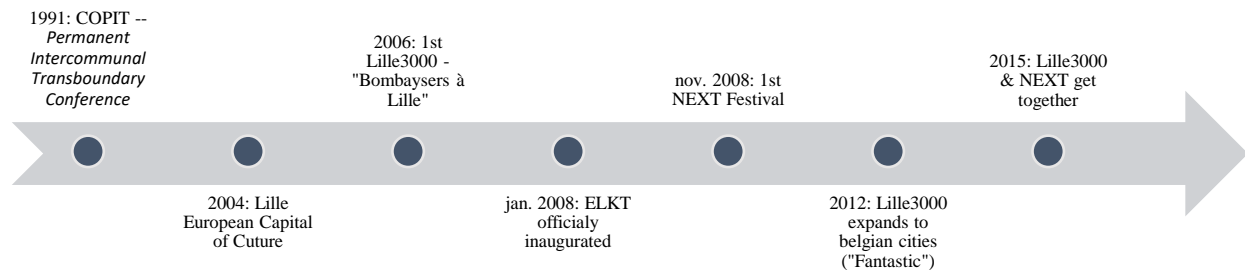 1991: COPIT --
Permanent
Intercommunal
Transboundary
Conference
2004: Lille
European Capital
of Cuture
2006: 1st
Lille3000 -
"Bombaysers à
Lille"
jan. 2008: ELKT
officialy
inaugurated
nov. 2008: 1st
NEXT Festival
2012: Lille3000
expands to
belgian cities
("Fantastic")
2015: Lille3000
& NEXT get
together